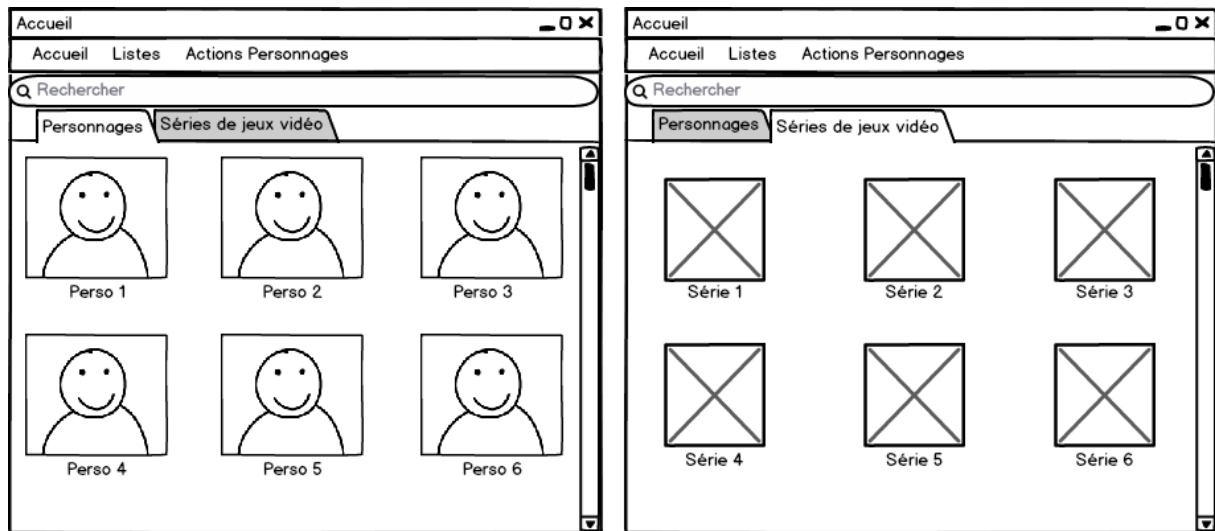 Accueil
Accueil Listes Actions Personnages
Rechercher
Personnages Séries de jeux vidéo
Perso 1 Perso 2 Perso 3
Perso 4 Perso 5 Perso 6
Accueil
Accueil Listes Actions Personnages
Rechercher
Personnages Séries de jeux vidéo
Série 1 Série 2 Série 3
Série 4 Série 5 Série 6